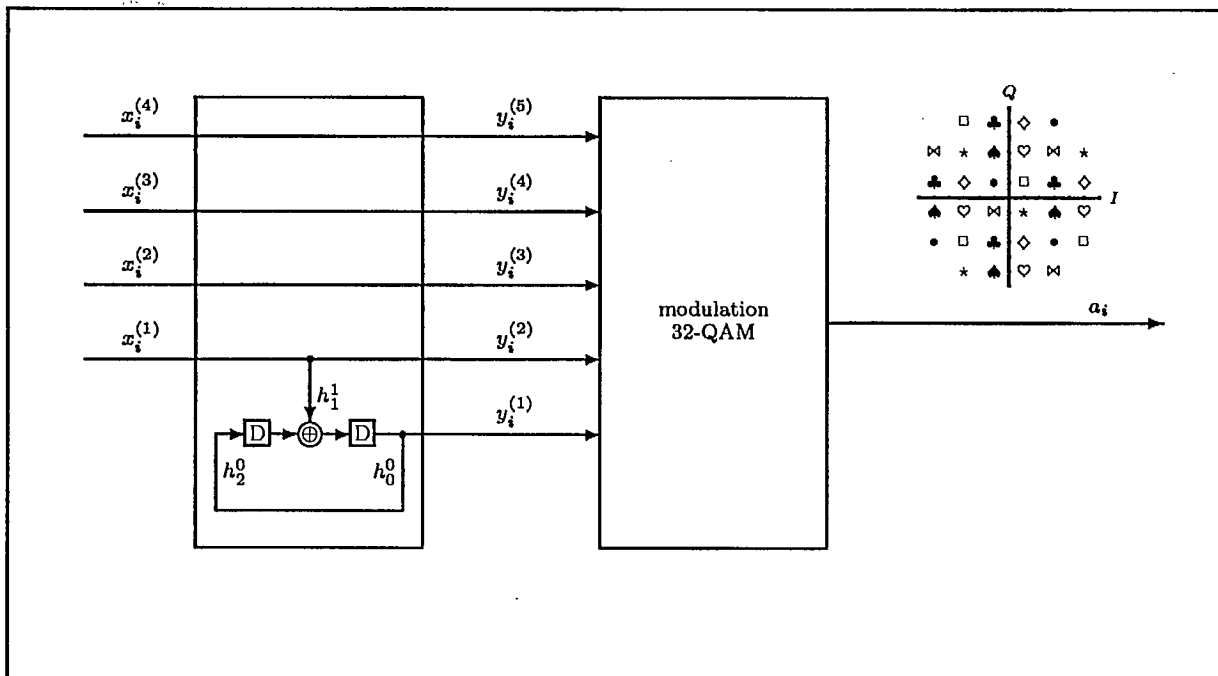 Q
x_i^{(4)} y_i^{(5)}
x_i^{(3)} y_i^{(4)}
I
x_i^{(2)} y_i^{(3)}
modulation
32-QAM
a_i
x_i^{(1)} y_i^{(2)}
h_1^1
y_i^{(1)}
D ⊕ D
h_2^0 h_0^0